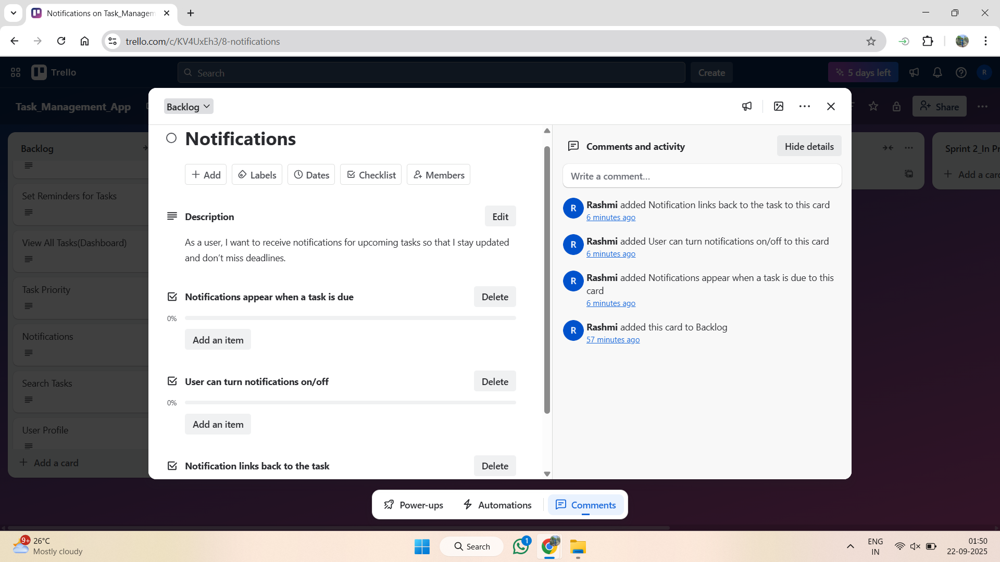 Notifications on Task_Managem
trello.com/c/KV4UxEh3/8-notifications
Trello
Search
Create
5 days left
R
Task_Management_App
Share
Backlog
Set Reminders for Tasks
View All Tasks(Dashboard)
Task Priority
Notifications
Search Tasks
User Profile
+ Add a card
Sprint 2_In Pr
+ Add a card
Backlog
Notifications
+ Add
Labels
Dates
Checklist
Members
Description
Edit
As a user, I want to receive notifications for upcoming tasks so that I stay updated
and don’t miss deadlines.
Notifications appear when a task is due
Delete
0%
Add an item
User can turn notifications on/off
Delete
0%
Add an item
Notification links back to the task
Delete
Comments and activity
Hide details
Write a comment...
R
Rashmi added Notification links back to the task to this card
6 minutes ago
R
Rashmi added User can turn notifications on/off to this card
6 minutes ago
R
Rashmi added Notifications appear when a task is due to this
card
6 minutes ago
R
Rashmi added this card to Backlog
57 minutes ago
Power-ups
Automations
Comments
9+
26°C
Mostly cloudy
Search
1
ENG
IN
01:50
22-09-2025